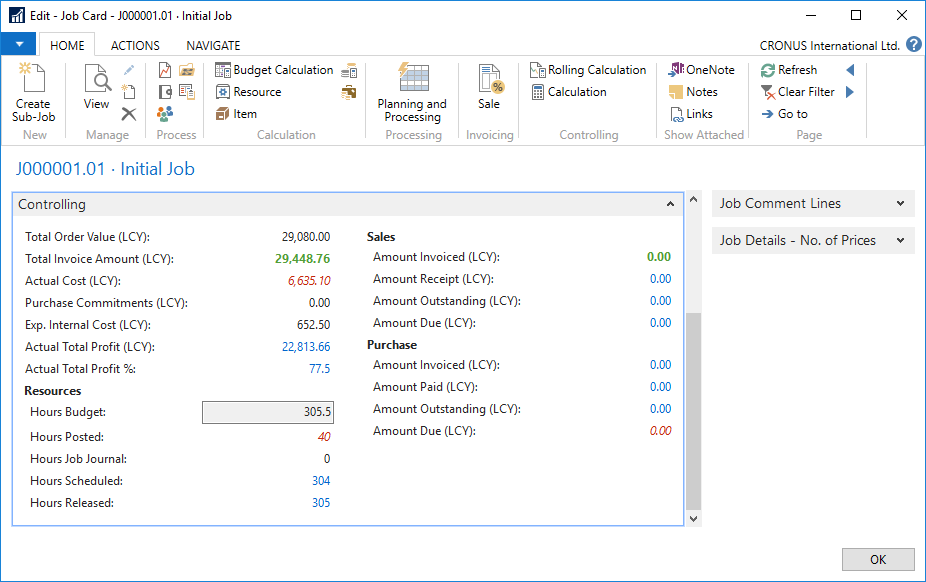 Edit - Job Card - J000001.01 · Initial Job
HOME ACTIONS NAVIGATE CRONUS International Ltd. ?
Create Sub-Job
New
View
Manage
Process
Budget Calculation
Resource
Item
Calculation
Planning and Processing
Processing
Sale
Invoicing
Rolling Calculation
Calculation
Controlling
OneNote
Notes
Links
Show Attached
Refresh
Clear Filter
Go to
Page
J000001.01 · Initial Job
Controlling
Total Order Value (LCY): 29,080.00
Total Invoice Amount (LCY): 29,448.76
Actual Cost (LCY): 6,635.10
Purchase Commitments (LCY): 0.00
Exp. Internal Cost (LCY): 652.50
Actual Total Profit (LCY): 22,813.66
Actual Total Profit %: 77.5
Resources
Hours Budget: 305.5
Hours Posted: 40
Hours Job Journal: 0
Hours Scheduled: 304
Hours Released: 305
Sales
Amount Invoiced (LCY): 0.00
Amount Receipt (LCY): 0.00
Amount Outstanding (LCY): 0.00
Amount Due (LCY): 0.00
Purchase
Amount Invoiced (LCY): 0.00
Amount Paid (LCY): 0.00
Amount Outstanding (LCY): 0.00
Amount Due (LCY): 0.00
Job Comment Lines
Job Details - No. of Prices
OK